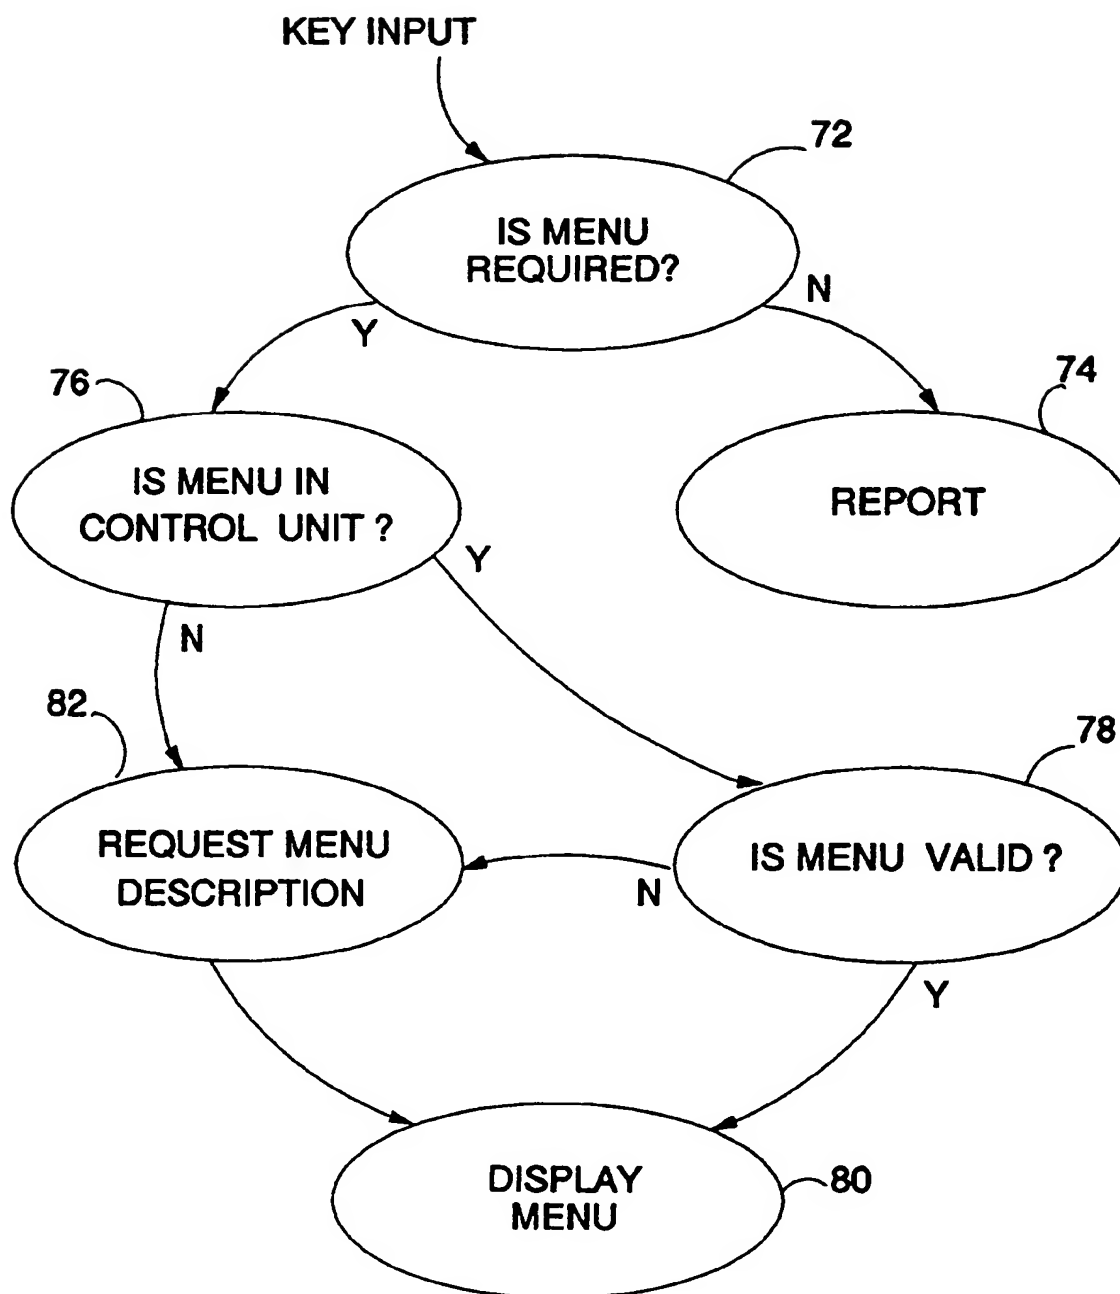 KEY INPUT
72
IS MENU
REQUIRED?
Y
N
76
74
IS MENU IN
CONTROL UNIT ?
REPORT
Y
N
82
78
REQUEST MENU
DESCRIPTION
IS MENU VALID ?
N
Y
DISPLAY
MENU
80